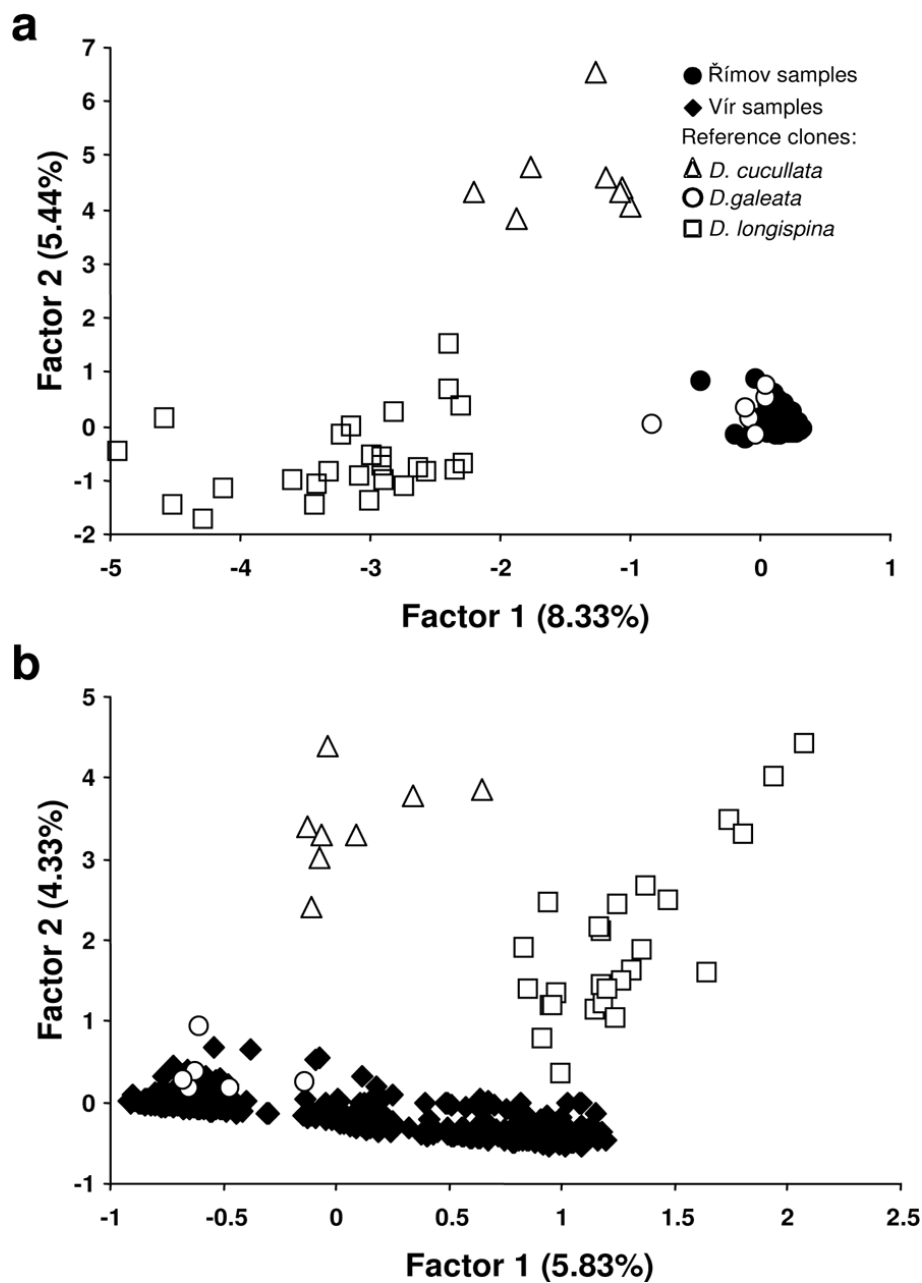 a
7
6
5
4
3
2
1
0
-1
-2
Factor 2 (5.44%)
Římov samples
Vír samples
Reference clones:
D. cucullata
D.galeata
D. longispina
-5 -4 -3 -2 -1 0 1
Factor 1 (8.33%)
b
5
4
3
2
1
0
-1
Factor 2 (4.33%)
-1 -0.5 0 0.5 1 1.5 2 2.5
Factor 1 (5.83%)